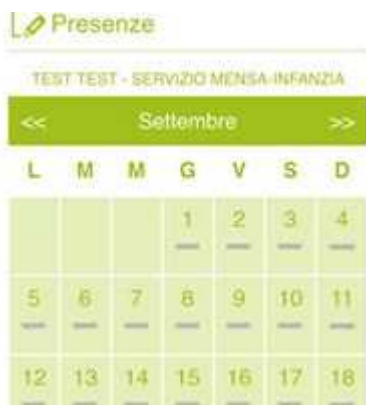 Presenze
TEST TEST - SERVIZIO MENSA-INFANZIA
<< Settembre >>
L M M G V S D
1 2 3 4
5 6 7 8 9 10 11
12 13 14 15 16 17 18